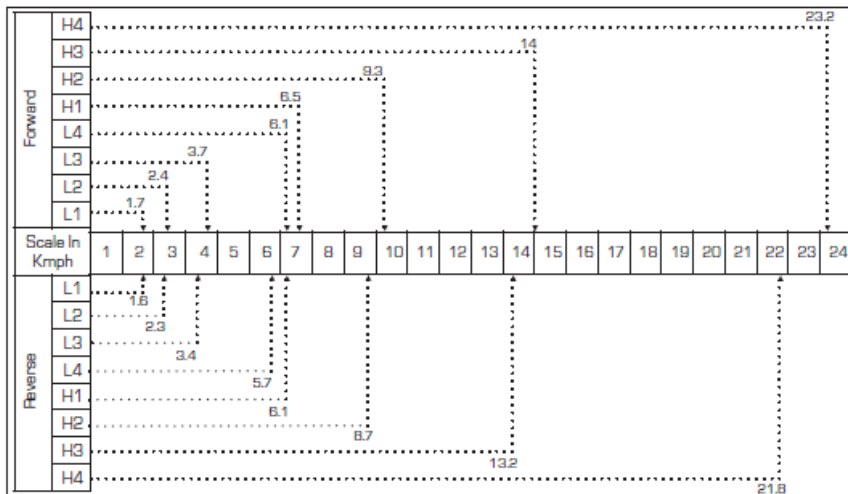 Forward
H4
23.2
H3
14
H2
9.3
H1
6.5
L4
6.1
L3
3.7
L2
2.4
L1
1.7
Scale In
Kmph
1 2 3 4 5 6 7 8 9 10 11 12 13 14 15 16 17 18 19 20 21 22 23 24
Reverse
L1
1.6
L2
2.3
L3
3.4
L4
5.7
H1
6.1
H2
8.7
H3
13.2
H4
21.8